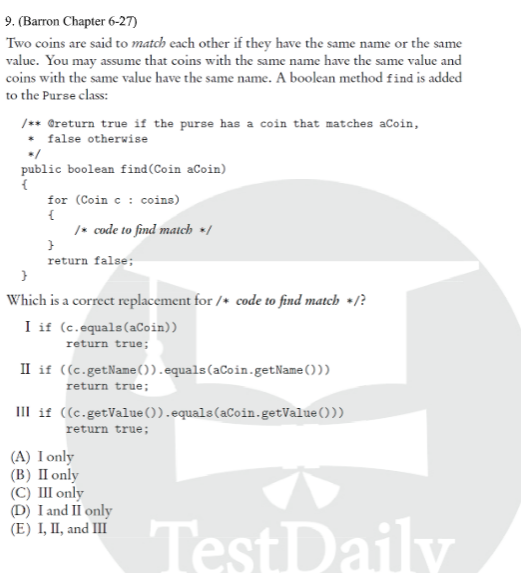 9. (Barron Chapter 6-27)
Two coins are said to match each other if they have the same name or the same
value. You may assume that coins with the same name have the same value and
coins with the same value have the same name. A boolean method find is added
to the Purse class:
/** @return true if the purse has a coin that matches aCoin,
* false otherwise
*/
public boolean find(Coin aCoin)
{
for (Coin c : coins)
{
/* code to find match */
}
return false;
}
Which is a correct replacement for /* code to find match */?
I if (c.equals(aCoin))
return true;
II if ((c.getName()).equals(aCoin.getName()))
return true;
III if ((c.getValue()).equals(aCoin.getValue()))
return true;
(A) I only
(B) II only
(C) III only
(D) I and II only
(E) I, II, and III
TestDaily